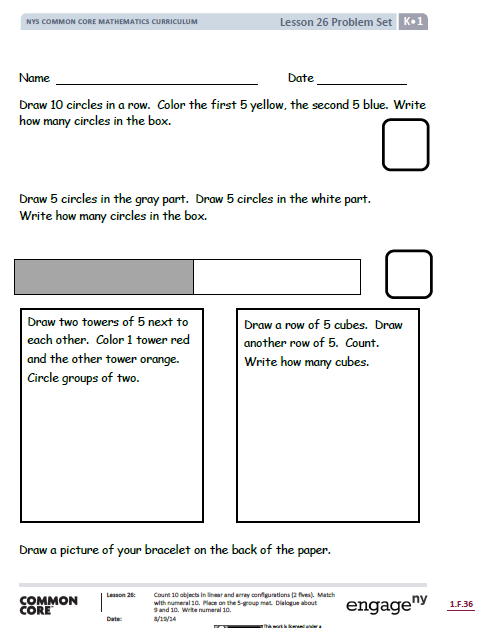 NYS COMMON CORE MATHEMATICS CURRICULUM
Lesson 26 Problem Set
K•1
Name
Date
Draw 10 circles in a row. Color the first 5 yellow, the second 5 blue. Write
how many circles in the box.
Draw 5 circles in the gray part. Draw 5 circles in the white part.
Write how many circles in the box.
Draw two towers of 5 next to
each other. Color 1 tower red
and the other tower orange.
Circle groups of two.
Draw a row of 5 cubes. Draw
another row of 5. Count.
Write how many cubes.
Draw a picture of your bracelet on the back of the paper.
COMMON
CORE
Lesson 26:
Count 10 objects in linear and array configurations (2 fives). Match
with numeral 10. Place on the 5-group mat. Dialogue about
9 and 10. Write numeral 10.
Date:
8/19/14
engageny
1.F.36
This work is licensed under a